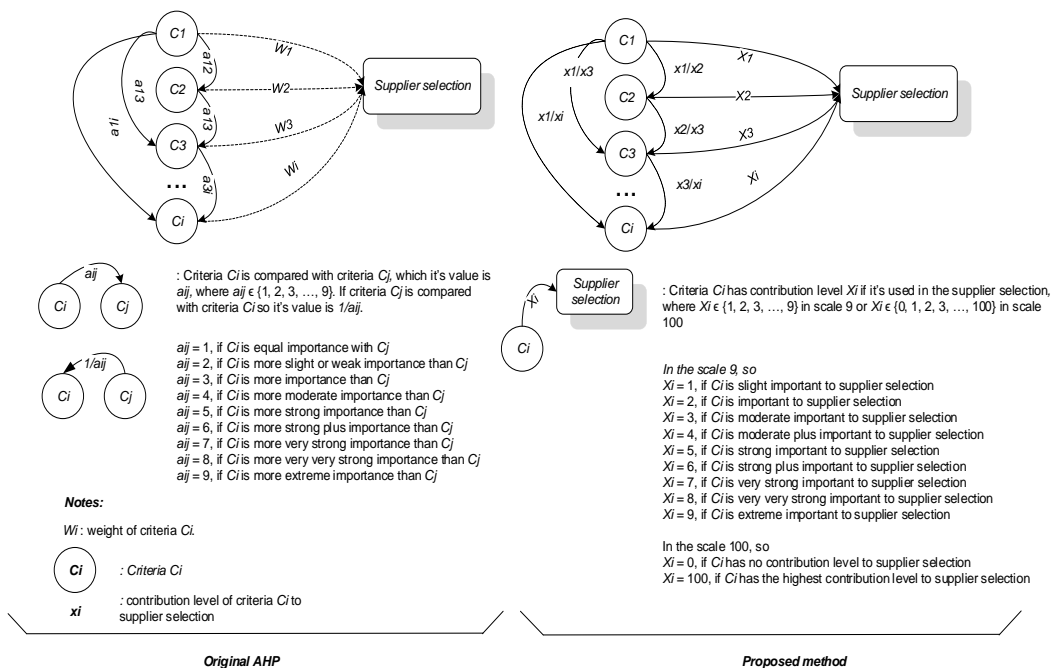 C1
W1
a12
a13
C2
W2
Supplier selection
a13
a1i
W3
C3
...
a3i
Wi
Ci
C1
X1
x1/x3
x1/x2
C2
X2
Supplier selection
x1/xi
x2/x3
X3
C3
...
x3/xi
Xi
Ci
aij
Ci
Cj
: Criteria Ci is compared with criteria Cj, which it's value is
aij, where aij ϵ {1, 2, 3, …, 9}. If criteria Cj is compared
with criteria Ci so it's value is 1/aij.
1/aij
Ci
Cj
aij = 1, if Ci is equal importance with Cj
aij = 2, if Ci is more slight or weak importance than Cj
aij = 3, if Ci is more importance than Cj
aij = 4, if Ci is more moderate importance than Cj
aij = 5, if Ci is more strong importance than Cj
aij = 6, if Ci is more strong plus importance than Cj
aij = 7, if Ci is more very strong importance than Cj
aij = 8, if Ci is more very very strong importance than Cj
aij = 9, if Ci is more extreme importance than Cj
Notes:
Wi : weight of criteria Ci.
Ci
: Criteria Ci
xi
: contribution level of criteria Ci to
supplier selection
Original AHP
Xi
Supplier
selection
Ci
: Criteria Ci has contribution level Xi if it's used in the supplier selection,
where Xi ϵ {1, 2, 3, …, 9} in scale 9 or Xi ϵ {0, 1, 2, 3, …, 100} in scale
100
In the scale 9, so
Xi = 1, if Ci is slight important to supplier selection
Xi = 2, if Ci is important to supplier selection
Xi = 3, if Ci is moderate important to supplier selection
Xi = 4, if Ci is moderate plus important to supplier selection
Xi = 5, if Ci is strong important to supplier selection
Xi = 6, if Ci is strong plus important to supplier selection
Xi = 7, if Ci is very strong important to supplier selection
Xi = 8, if Ci is very very strong important to supplier selection
Xi = 9, if Ci is extreme important to supplier selection
In the scale 100, so
Xi = 0, if Ci has no contribution level to supplier selection
Xi = 100, if Ci has the highest contribution level to supplier selection
Proposed method